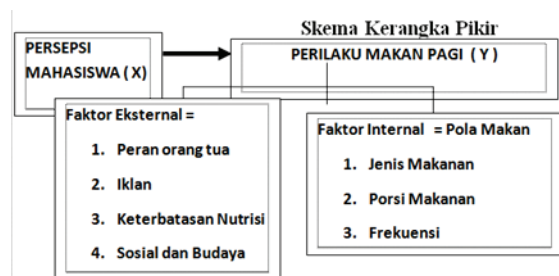 Skema Kerangka Pikir
PERSEPSI
MAHASISWA ( X )
PERILAKU MAKAN PAGI ( Y )
Faktor Eksternal =
1. Peran orang tua
2. Iklan
3. Keterbatasan Nutrisi
4. Sosial dan Budaya
Faktor Internal = Pola Makan
1. Jenis Makanan
2. Porsi Makanan
3. Frekuensi